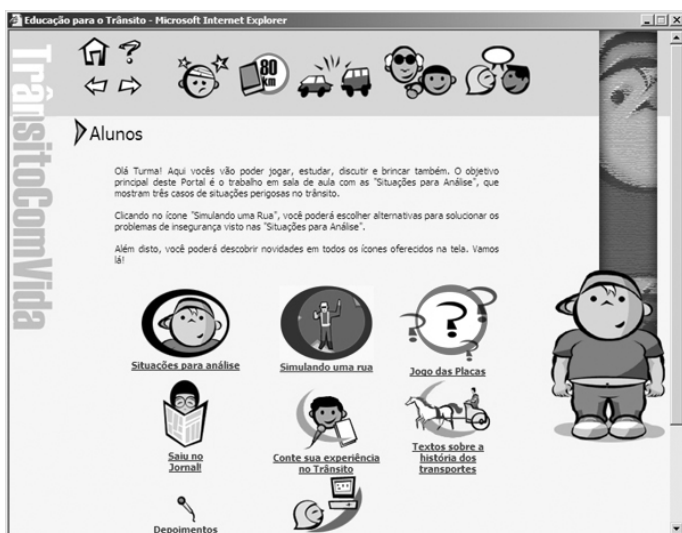 Educação para o Trânsito - Microsoft Internet Explorer
TrânsitoComVida
80
km
Alunos
Olá Turma! Aqui vocês vão poder jogar, estudar, discutir e brincar também. O objetivo
principal deste Portal é o trabalho em sala de aula com as "Situações para Análise", que
mostram três casos de situações perigosas no trânsito.
Clicando no ícone "Simulando uma Rua", você poderá escolher alternativas para solucionar os
problemas de insegurança visto nas "Situações para Análise".
Além disto, você poderá descobrir novidades em todos os ícones oferecidos na tela. Vamos
lá!
Situações para análise
Simulando uma rua
Jogo das Placas
Saiu no
Jornal!
Conte sua experiência
no Trânsito
Textos sobre a
história dos
transportes
Depoimentos